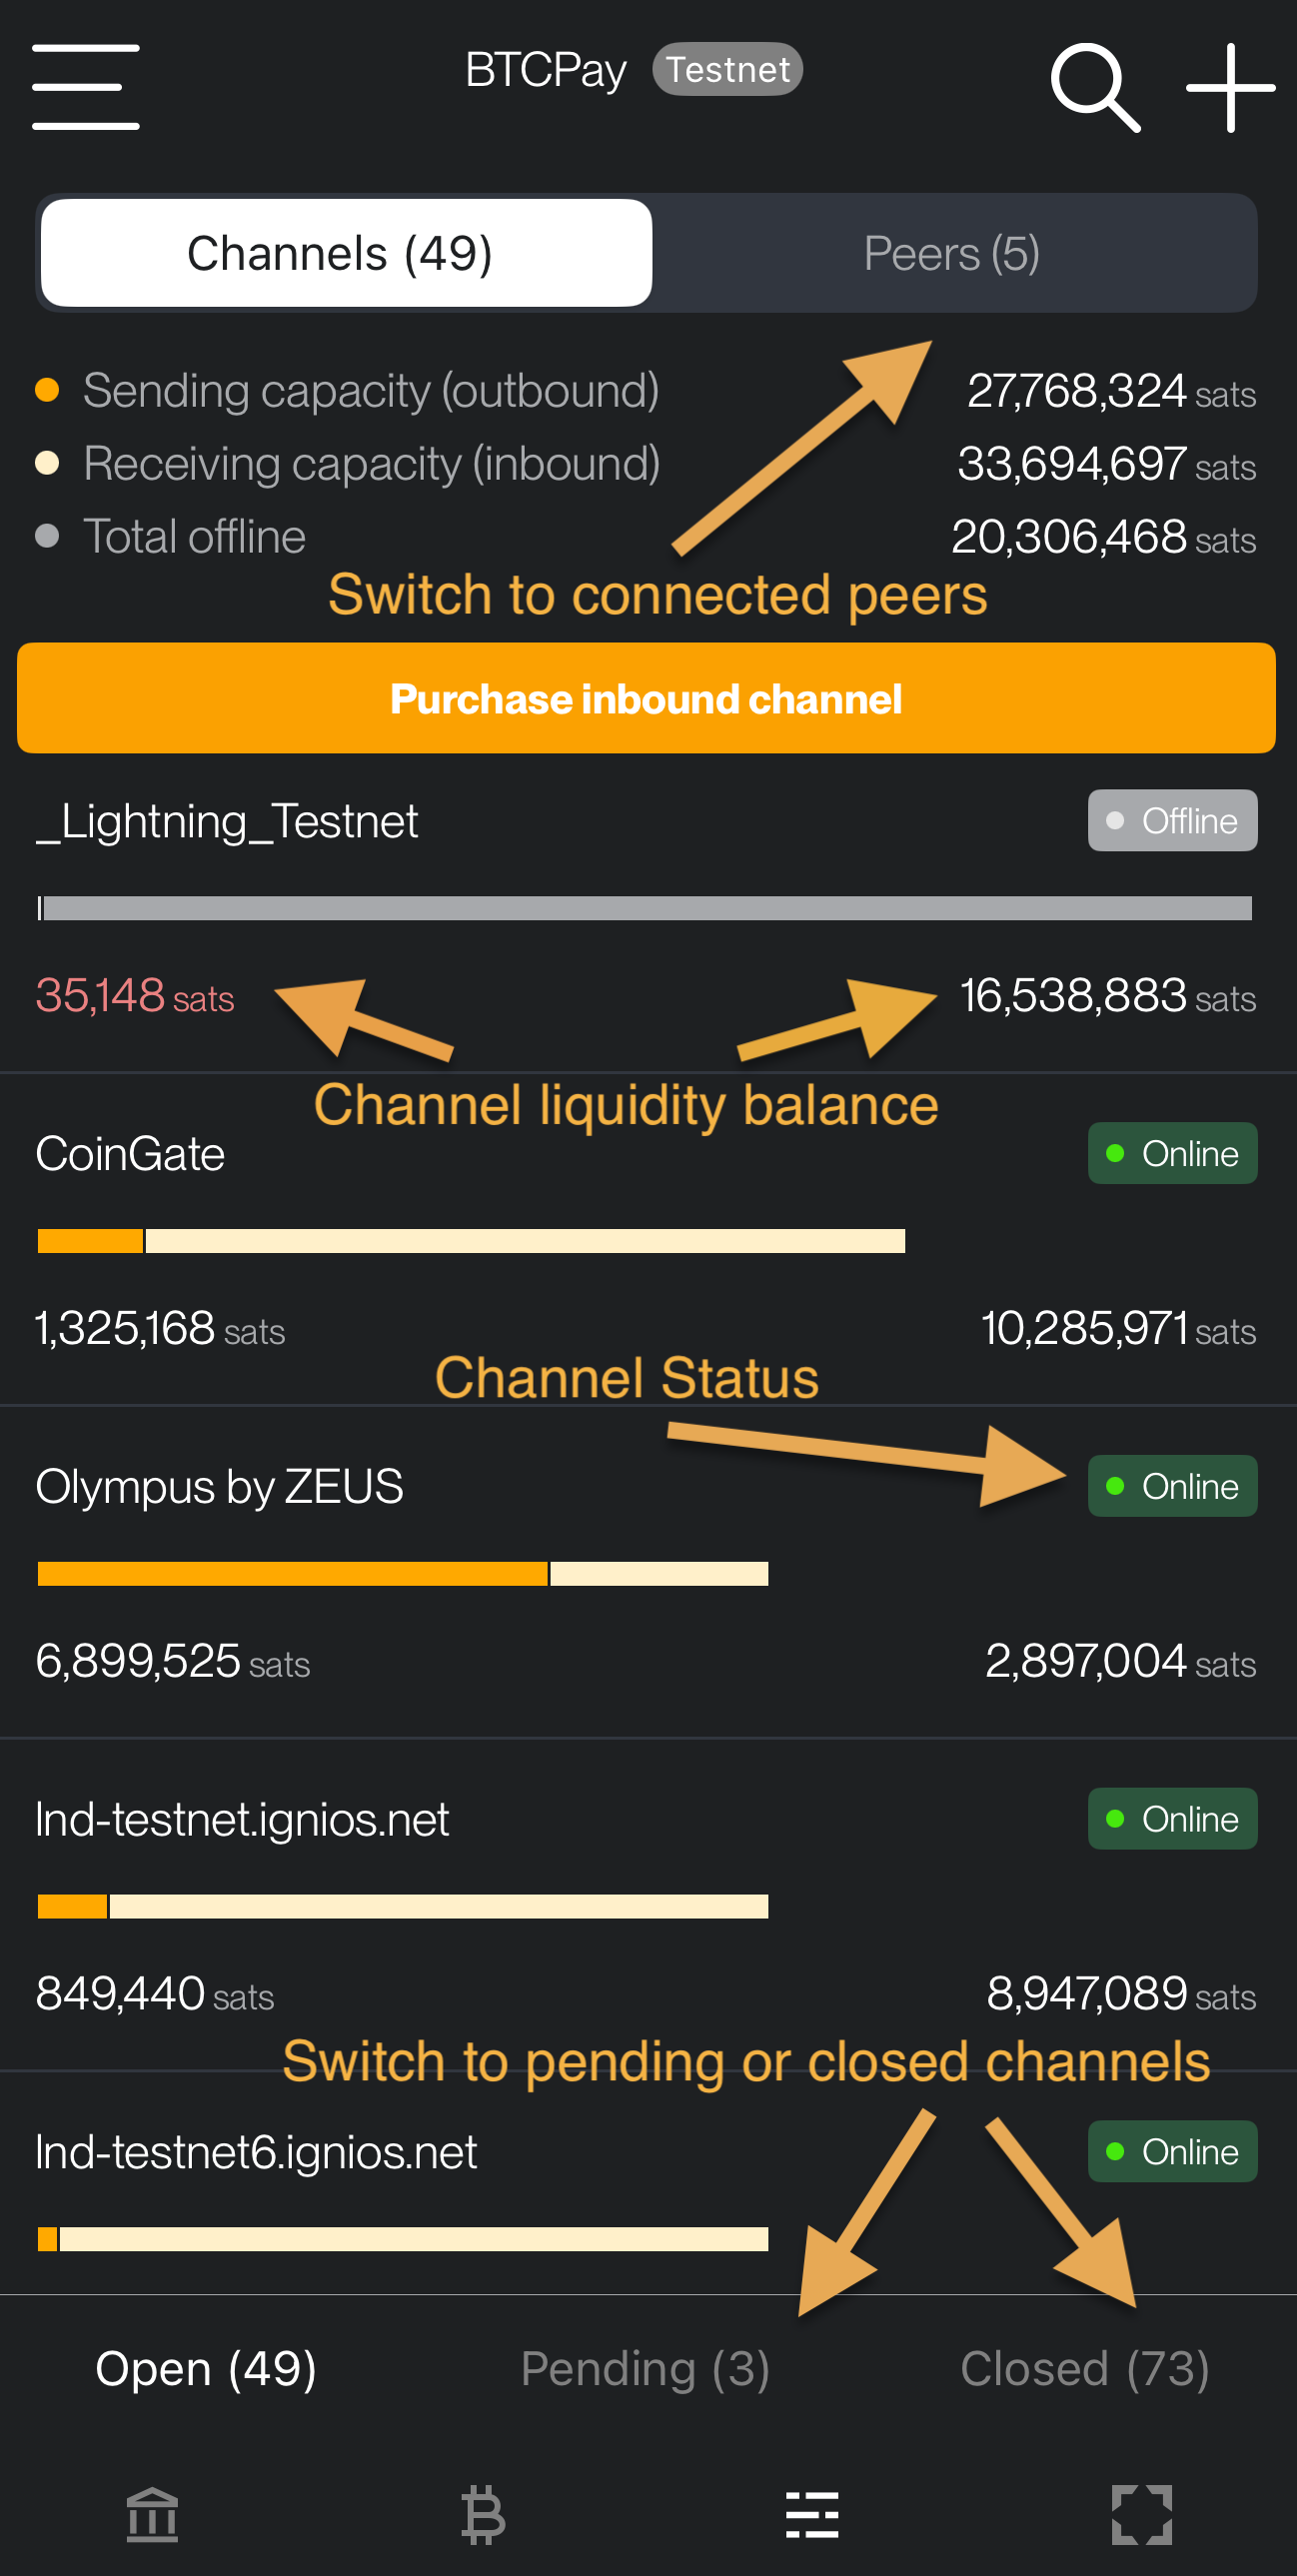 BTCPay Testnet
Channels (49) Peers (5)
Sending capacity (outbound) 27,768,324 sats
Receiving capacity (inbound) 33,694,697 sats
Total offline 20,306,468 sats
Switch to connected peers
Purchase inbound channel
_Lightning_Testnet Offline
35,148 sats 16,538,883 sats
Channel liquidity balance
CoinGate Online
1,325,168 sats 10,285,971 sats
Channel Status
Olympus by ZEUS Online
6,899,525 sats 2,897,004 sats
lnd-testnet.ignios.net Online
849,440 sats 8,947,089 sats
Switch to pending or closed channels
lnd-testnet6.ignios.net Online
Open (49) Pending (3) Closed (73)